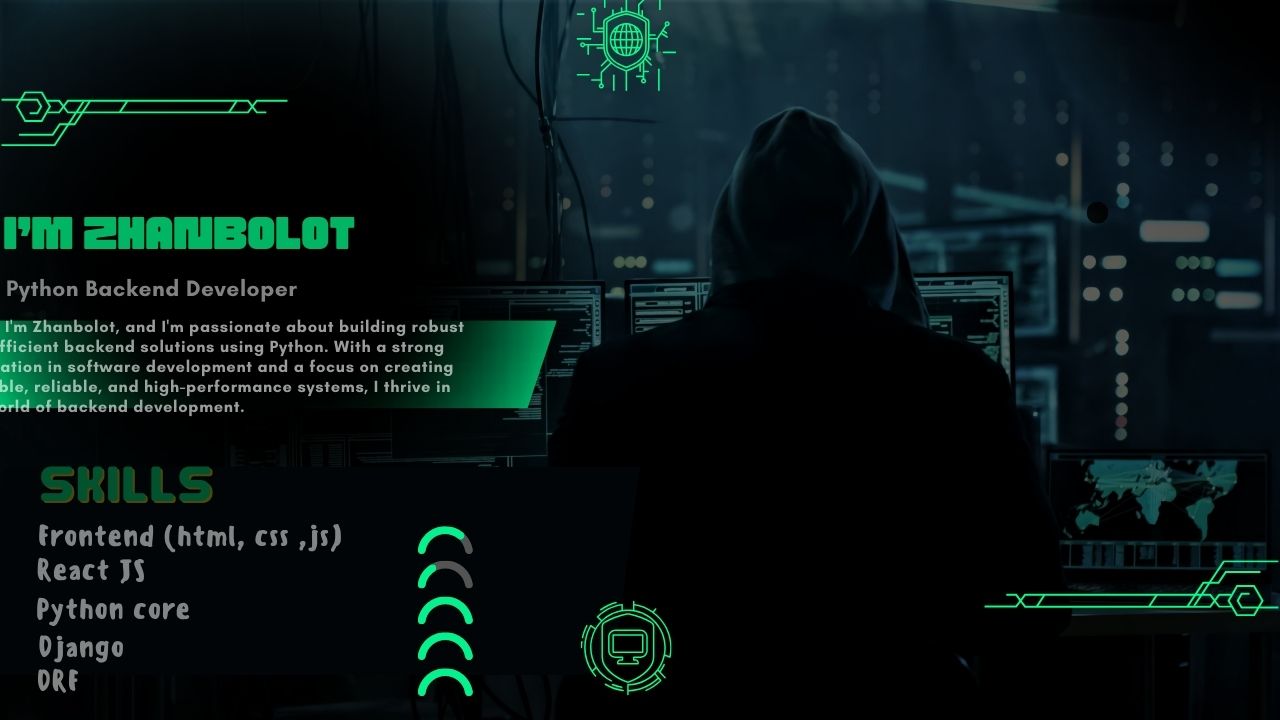 I'M ZHANBOLOT
Python Backend Developer
I'm Zhanbolot, and I'm passionate about building robust
fficient backend solutions using Python. With a strong
ation in software development and a focus on creating
ble, reliable, and high-performance systems, I thrive in
orld of backend development.
SKILLS
Frontend (html, css ,js)
React JS
Python core
Django
DRF